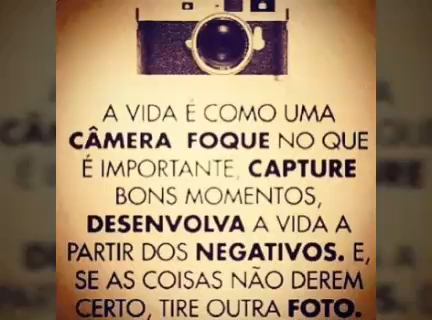 A VIDA É COMO UMA
CÂMERA FOQUE NO QUE
É IMPORTANTE, CAPTURE
BONS MOMENTOS,
DESENVOLVA A VIDA A
PARTIR DOS NEGATIVOS. E,
SE AS COISAS NÃO DEREM
CERTO, TIRE OUTRA FOTO.